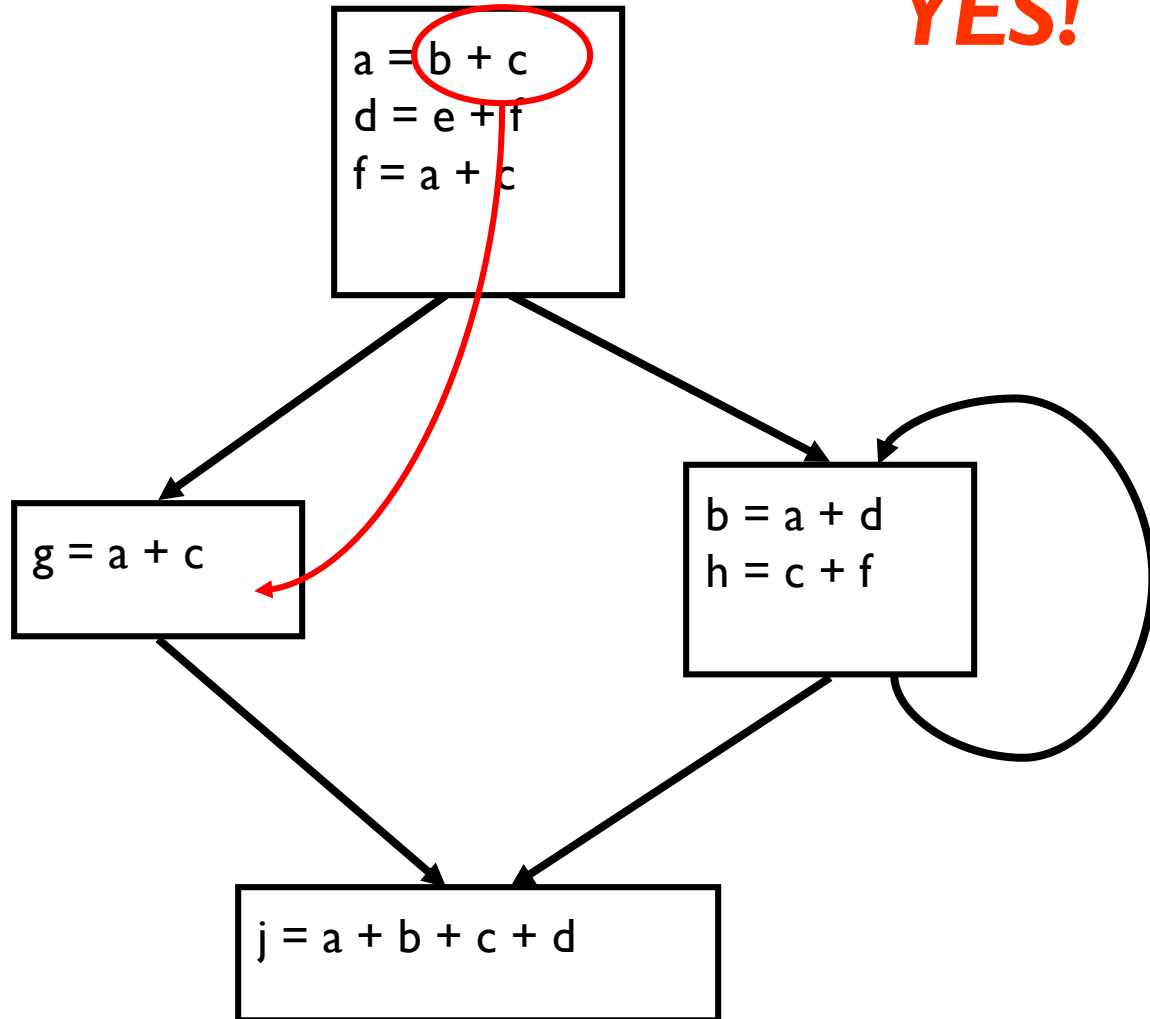 YES!
a = b + c
d = e + f
f = a + c
g = a + c
b = a + d
h = c + f
j = a + b + c + d